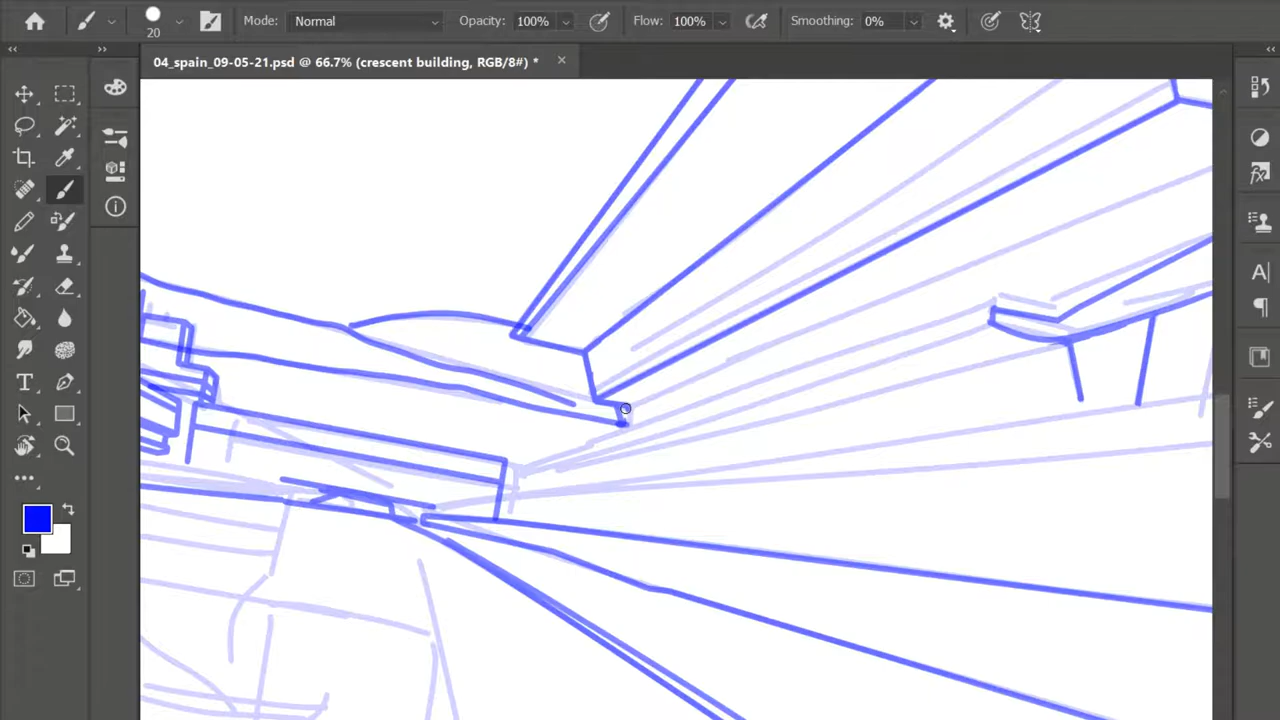 20
Mode: Normal
Opacity: 100%
Flow: 100%
Smoothing: 0%
04_spain_09-05-21.psd @ 66.7% (crescent building, RGB/8#) *